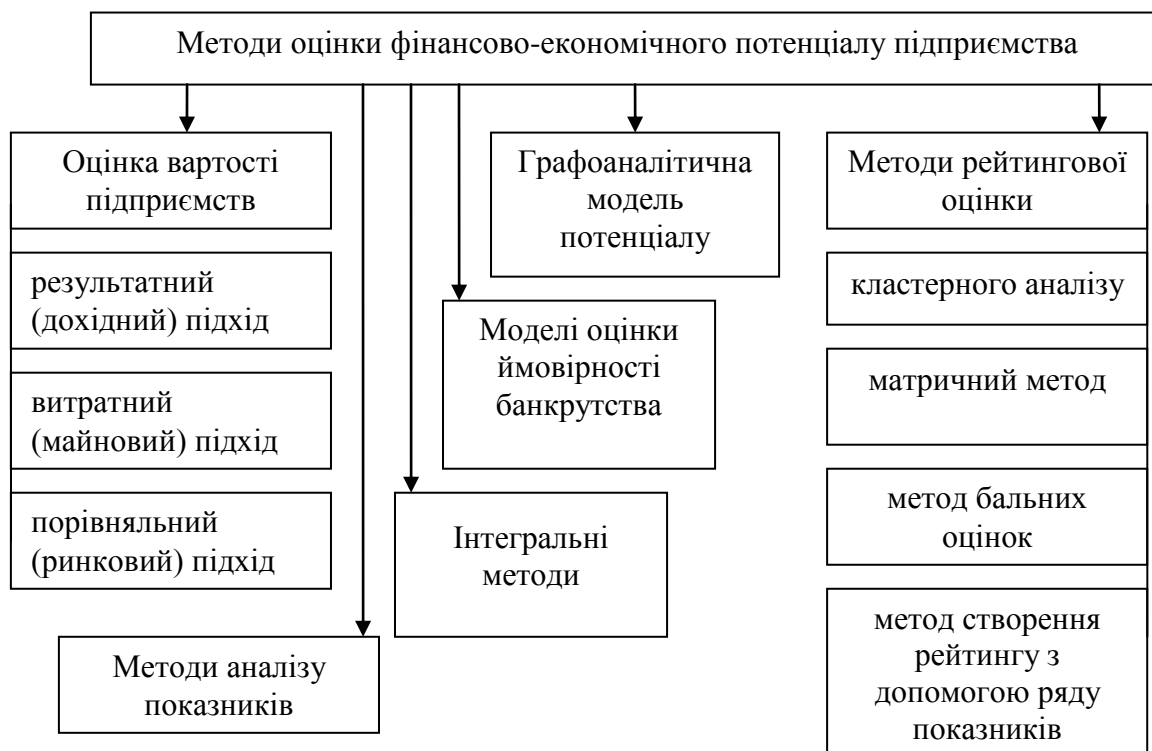 Методи оцінки фінансово-економічного потенціалу підприємства
Оцінка вартості
підприємств
результатний
(дохідний) підхід
витратний
(майновий) підхід
порівняльний
(ринковий) підхід
Методи аналізу
показників
Інтегральні
методи
Моделі оцінки
ймовірності
банкрутства
Графоаналітична
модель
потенціалу
Методи рейтингової
оцінки
кластерного аналізу
матричний метод
метод бальних
оцінок
метод створення
рейтингу з
допомогою ряду
показників